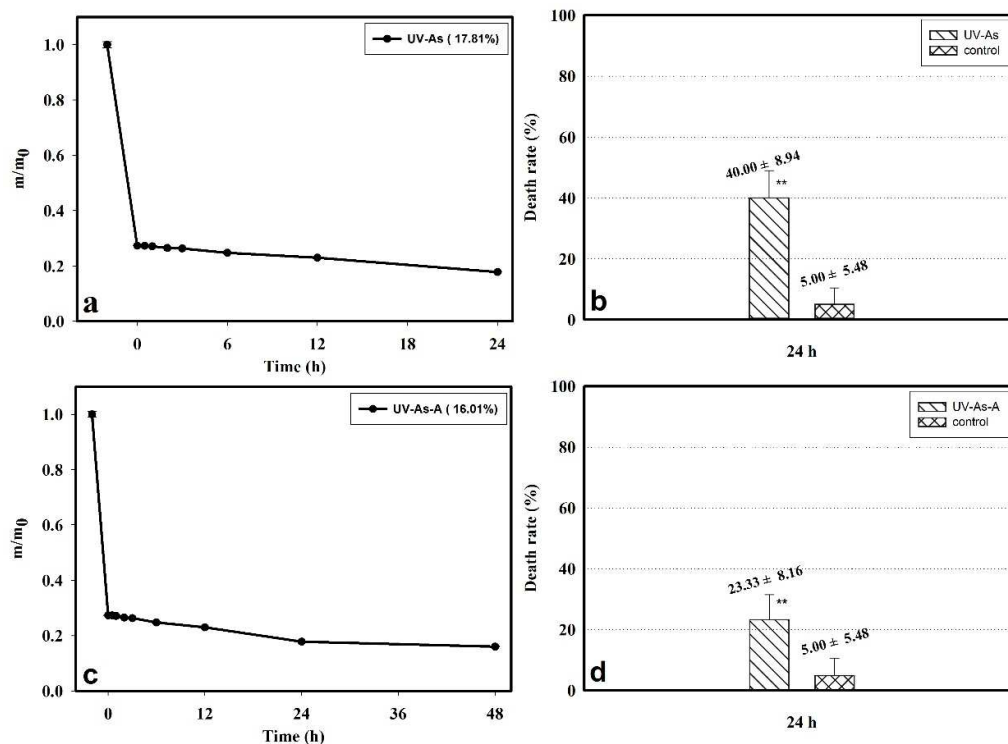 UV-As ( 17.81%)
1.0
0.8
0.6
0.4
0.2
0.0
m/m0
a
0 6 12 18 24
Time (h)
UV-As
control
100
80
60
40
20
0
Death rate (%)
40.00 ± 8.94
**
5.00 ± 5.48
b
24 h
UV-As-A ( 16.01%)
1.0
0.8
0.6
0.4
0.2
0.0
m/m0
c
0 12 24 36 48
Time (h)
UV-As-A
control
100
80
60
40
20
0
Death rate (%)
23.33 ± 8.16
**
5.00 ± 5.48
d
24 h